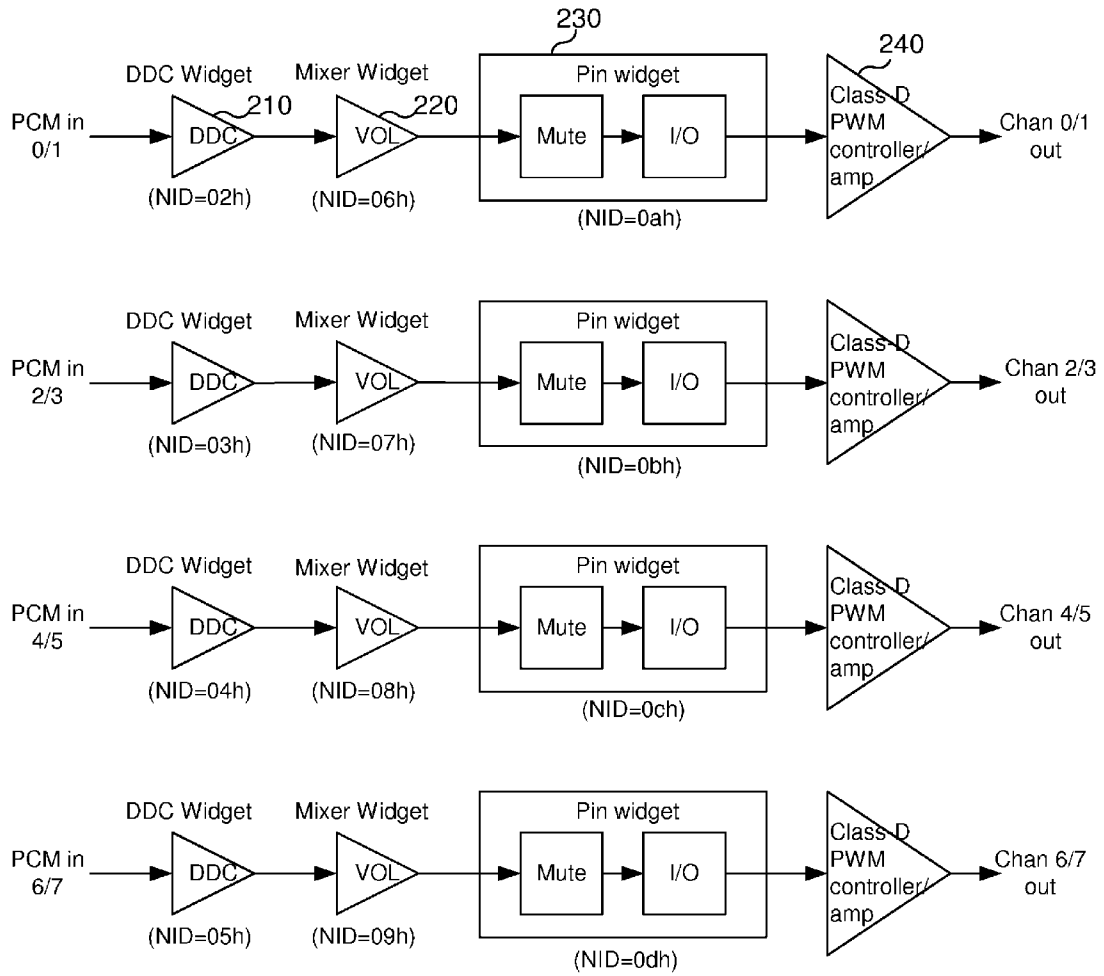 230
240
DDC Widget
Mixer Widget
Pin widget
210
220
PCM in
0/1
DDC
VOL
Mute
I/O
Class-D
PWM
controller/
amp
Chan 0/1
out
(NID=02h)
(NID=06h)
(NID=0ah)
DDC Widget
Mixer Widget
Pin widget
PCM in
2/3
DDC
VOL
Mute
I/O
Class-D
PWM
controller/
amp
Chan 2/3
out
(NID=03h)
(NID=07h)
(NID=0bh)
DDC Widget
Mixer Widget
Pin widget
PCM in
4/5
DDC
VOL
Mute
I/O
Class-D
PWM
controller/
amp
Chan 4/5
out
(NID=04h)
(NID=08h)
(NID=0ch)
DDC Widget
Mixer Widget
Pin widget
PCM in
6/7
DDC
VOL
Mute
I/O
Class-D
PWM
controller/
amp
Chan 6/7
out
(NID=05h)
(NID=09h)
(NID=0dh)